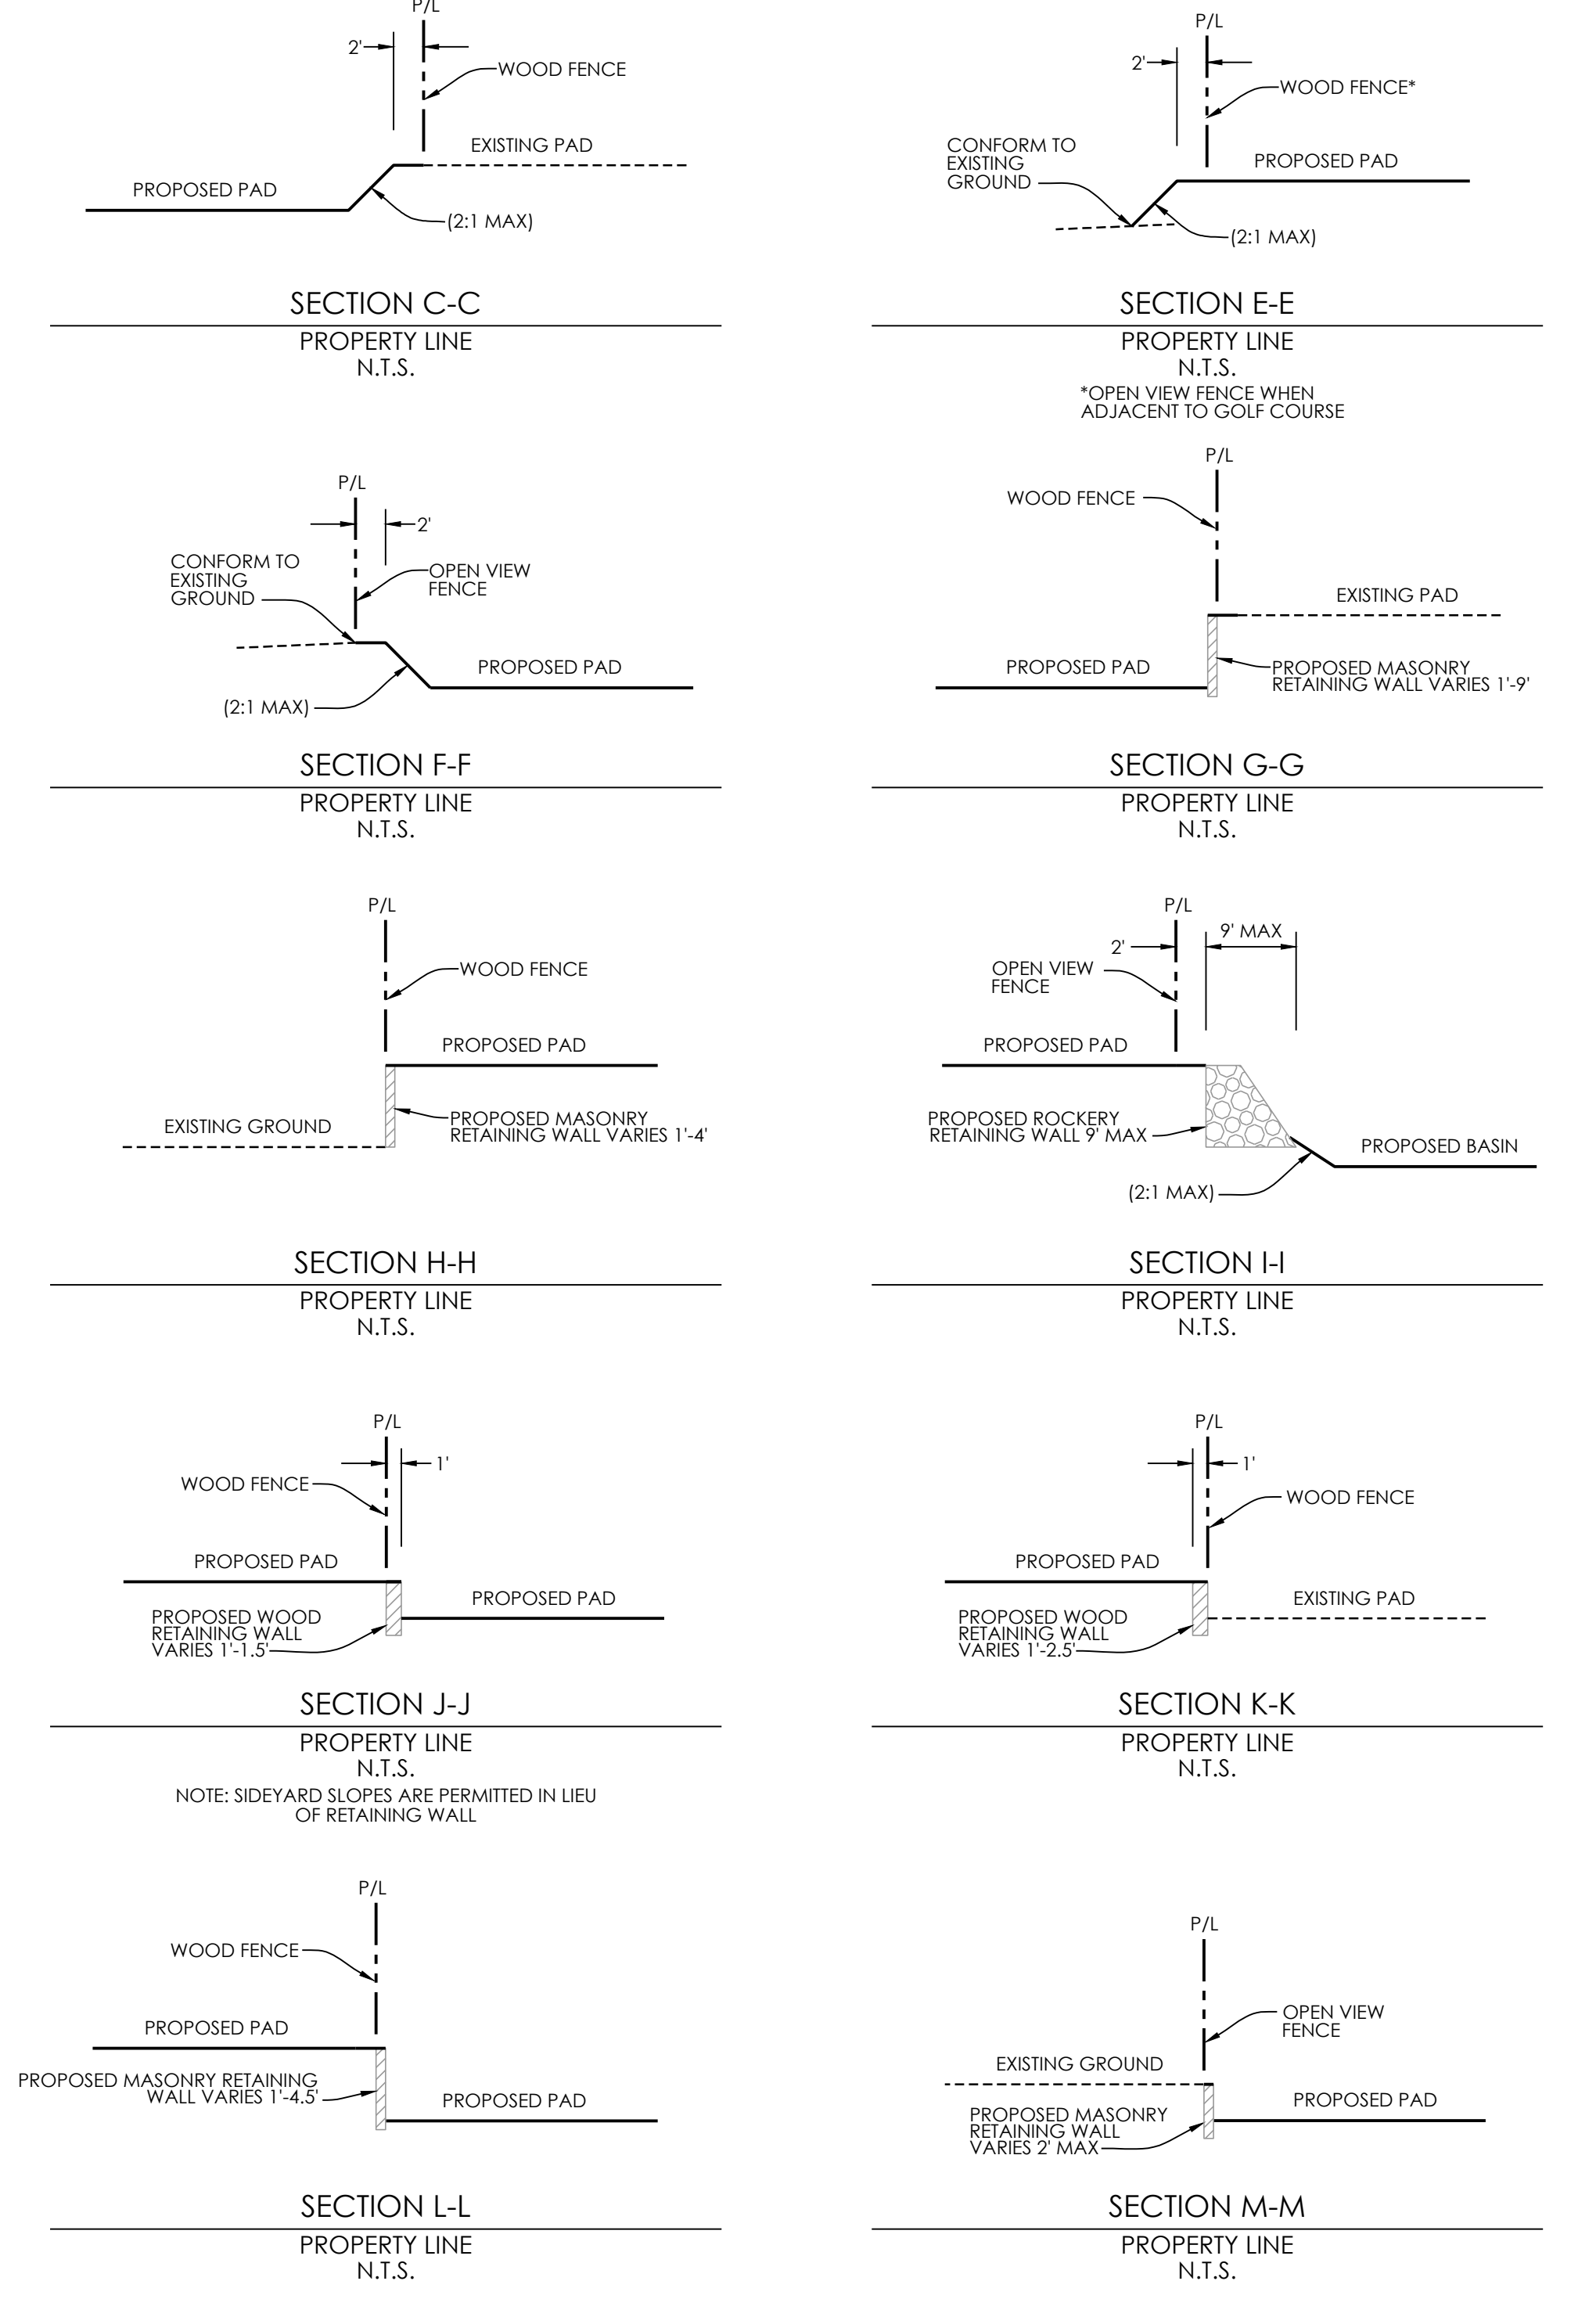 P/L
2'
WOOD FENCE
EXISTING PAD
PROPOSED PAD
(2:1 MAX)
SECTION C-C
PROPERTY LINE
N.T.S.
P/L
2'
WOOD FENCE*
CONFORM TO
EXISTING
GROUND
PROPOSED PAD
(2:1 MAX)
SECTION E-E
PROPERTY LINE
N.T.S.
*OPEN VIEW FENCE WHEN
ADJACENT TO GOLF COURSE
P/L
2'
CONFORM TO
EXISTING
GROUND
OPEN VIEW
FENCE
PROPOSED PAD
(2:1 MAX)
SECTION F-F
PROPERTY LINE
N.T.S.
P/L
WOOD FENCE
EXISTING PAD
PROPOSED PAD
PROPOSED MASONRY
RETAINING WALL VARIES 1'-9'
SECTION G-G
PROPERTY LINE
N.T.S.
P/L
WOOD FENCE
PROPOSED PAD
EXISTING GROUND
PROPOSED MASONRY
RETAINING WALL VARIES 1'-4'
SECTION H-H
PROPERTY LINE
N.T.S.
P/L
9' MAX
2'
OPEN VIEW
FENCE
PROPOSED PAD
PROPOSED ROCKERY
RETAINING WALL 9' MAX
PROPOSED BASIN
(2:1 MAX)
SECTION I-I
PROPERTY LINE
N.T.S.
P/L
1'
WOOD FENCE
PROPOSED PAD
PROPOSED PAD
PROPOSED WOOD
RETAINING WALL
VARIES 1'-1.5'
SECTION J-J
PROPERTY LINE
N.T.S.
NOTE: SIDEYARD SLOPES ARE PERMITTED IN LIEU
OF RETAINING WALL
P/L
1'
WOOD FENCE
PROPOSED PAD
EXISTING PAD
PROPOSED WOOD
RETAINING WALL
VARIES 1'-2.5'
SECTION K-K
PROPERTY LINE
N.T.S.
P/L
WOOD FENCE
PROPOSED PAD
PROPOSED MASONRY RETAINING
WALL VARIES 1'-4.5'
PROPOSED PAD
SECTION L-L
PROPERTY LINE
N.T.S.
P/L
OPEN VIEW
FENCE
EXISTING GROUND
PROPOSED PAD
PROPOSED MASONRY
RETAINING WALL
VARIES 2' MAX
SECTION M-M
PROPERTY LINE
N.T.S.